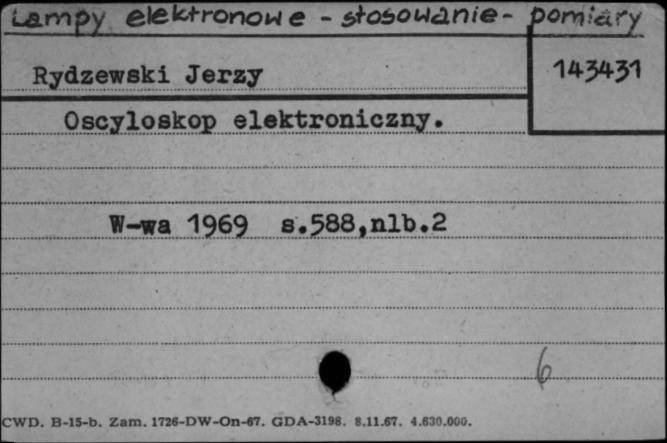 Lampy elektronowe - stosowanie - pomiary
Rydzewski Jerzy
143431
Oscyloskop elektroniczny.
W-wa 1969 s.588,nlb.2
6
CWD. B-15-b. Zam. 1726-DW-On-67. GDA-3198. 8.11.67. 4.630.000.